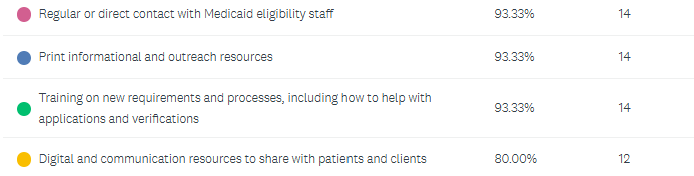 Regular or direct contact with Medicaid eligibility staff 93.33% 14
Print informational and outreach resources 93.33% 14
Training on new requirements and processes, including how to help with
applications and verifications 93.33% 14
Digital and communication resources to share with patients and clients 80.00% 12